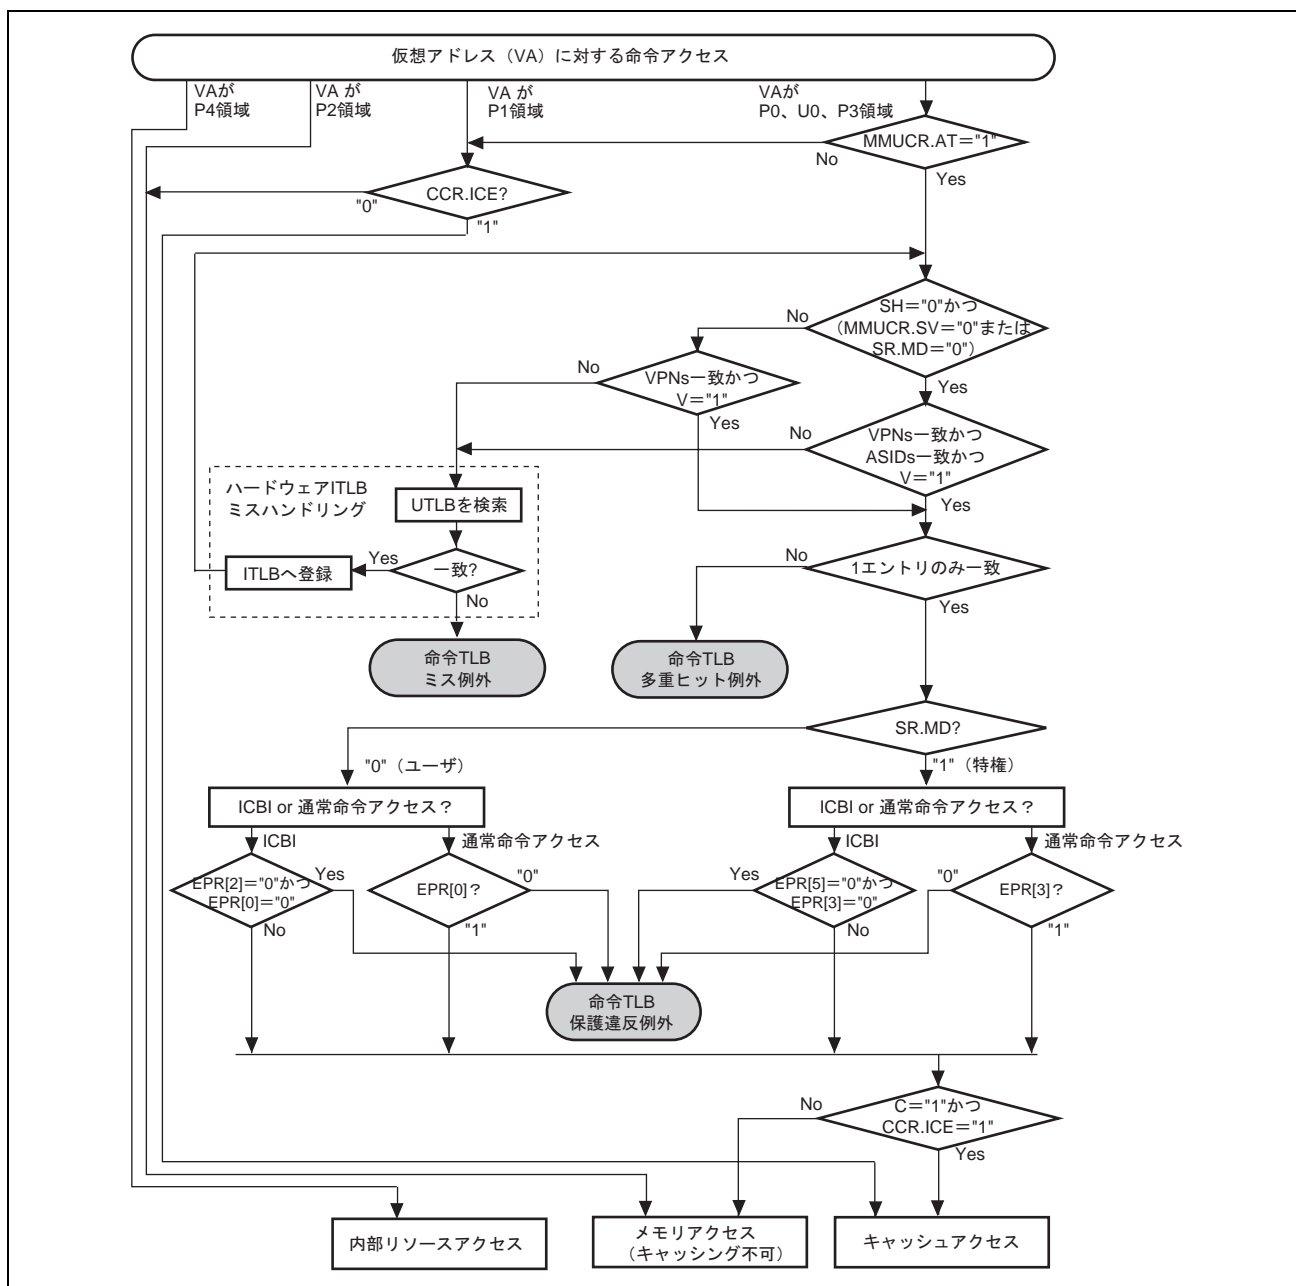 仮想アドレス（VA）に対する命令アクセス
VAが
P4領域
VA が
P2領域
VA が
P1領域
VAが
P0、U0、P3領域
MMUCR.AT＝"1"
No
Yes
CCR.ICE?
"0"
"1"
SH＝"0"かつ
（MMUCR.SV＝"0"または
SR.MD＝"0"）
No
Yes
VPNs一致かつ
V＝"1"
No
Yes
VPNs一致かつ
ASIDs一致かつ
V＝"1"
No
Yes
ハードウェアITLB
ミスハンドリング
UTLBを検索
一致?
Yes
No
ITLBへ登録
1エントリのみ一致
No
Yes
命令TLB
ミス例外
命令TLB
多重ヒット例外
SR.MD?
"0"（ユーザ）
"1"（特権）
ICBI or 通常命令アクセス？
ICBI or 通常命令アクセス？
ICBI
通常命令アクセス
ICBI
通常命令アクセス
EPR[2]="0"かつ
EPR[0]="0"
Yes
No
EPR[0]？
"0"
"1"
EPR[5]="0"かつ
EPR[3]="0"
Yes
No
EPR[3]？
"0"
"1"
命令TLB
保護違反例外
C＝"1"かつ
CCR.ICE＝"1"
No
Yes
内部リソースアクセス
メモリアクセス
（キャッシング不可）
キャッシュアクセス